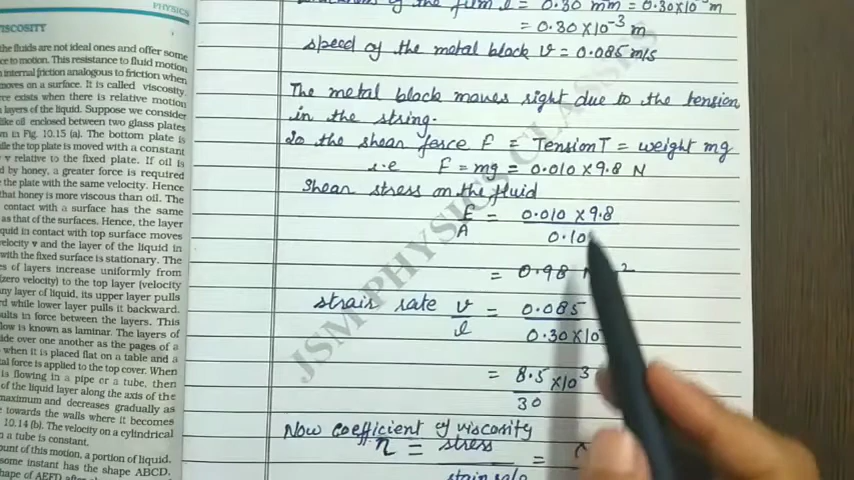 PHYSICS
VISCOSITY
the fluids are not ideal ones and offer some
ce to motion. This resistance to fluid motion
internal friction analogous to friction when
moves on a surface. It is called viscosity.
ce exists when there is relative motion
layers of the liquid. Suppose we consider
like oil enclosed between two glass plates
n in Fig. 10.15 (a). The bottom plate is
ile the top plate is moved with a constant
v relative to the fixed plate. If oil is
d by honey, a greater force is required
the plate with the same velocity. Hence
that honey is more viscous than oil. The
contact with a surface has the same
as that of the surfaces. Hence, the layer
quid in contact with top surface moves
velocity v and the layer of the liquid in
with the fixed surface is stationary. The
es of layers increase uniformly from
(zero velocity) to the top layer (velocity
any layer of liquid, its upper layer pulls
rd while lower layer pulls it backward.
ults in force between the layers. This
low is known as laminar. The layers of
ide over one another as the pages of a
when it is placed flat on a table and a
tal force is applied to the top cover. When
is flowing in a pipe or a tube, then
of the liquid layer along the axis of the
maximum and decreases gradually as
towards the walls where it becomes
10.14 (b). The velocity on a cylindrical
a tube is constant.
ount of this motion, a portion of liquid,
some instant has the shape ABCD,
of the film l = 0.30 mm = 0.30×10⁻³ m
= 0.30 ×10⁻³ m
speed of the metal block v = 0.085 m/s
The metal block moves right due to the tension
in the string.
So the shear force F = Tension T = weight mg
i.e F = mg = 0.010 ×9.8 N
Shear stress on the fluid
F/A = 0.010 ×9.8 / 0.10
= 0.98 N 2
strain rate v/l = 0.085 / 0.30×10
= 8.5 ×10³ / 30
Now coefficient of viscosity
η = stress / strain rate =
JSM PHYSICS CLASSES